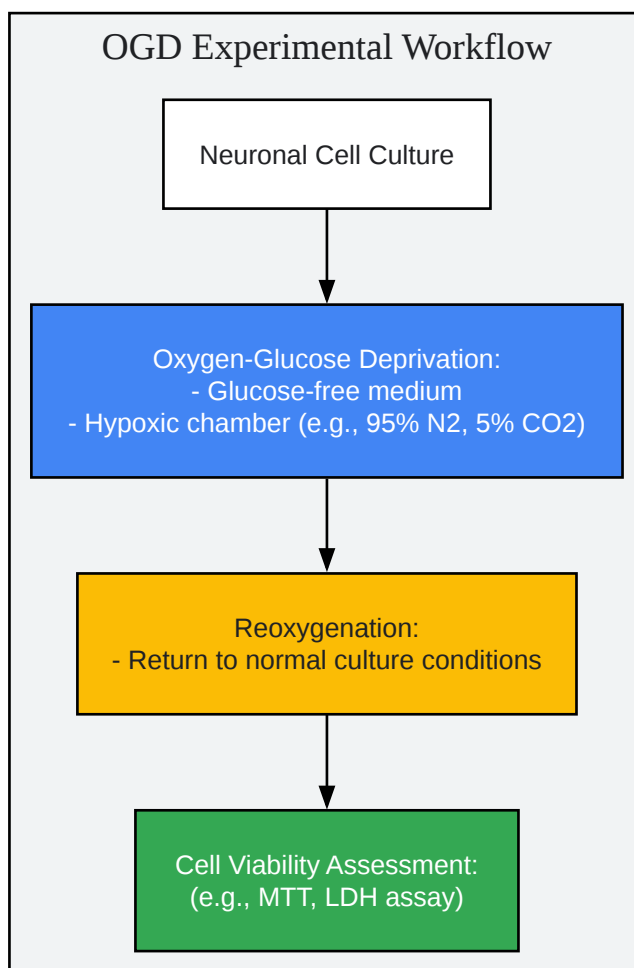 OGD Experimental Workflow
Neuronal Cell Culture
Oxygen-Glucose Deprivation:
- Glucose-free medium
- Hypoxic chamber (e.g., 95% N2, 5% CO2)
Reoxygenation:
- Return to normal culture conditions
Cell Viability Assessment:
(e.g., MTT, LDH assay)